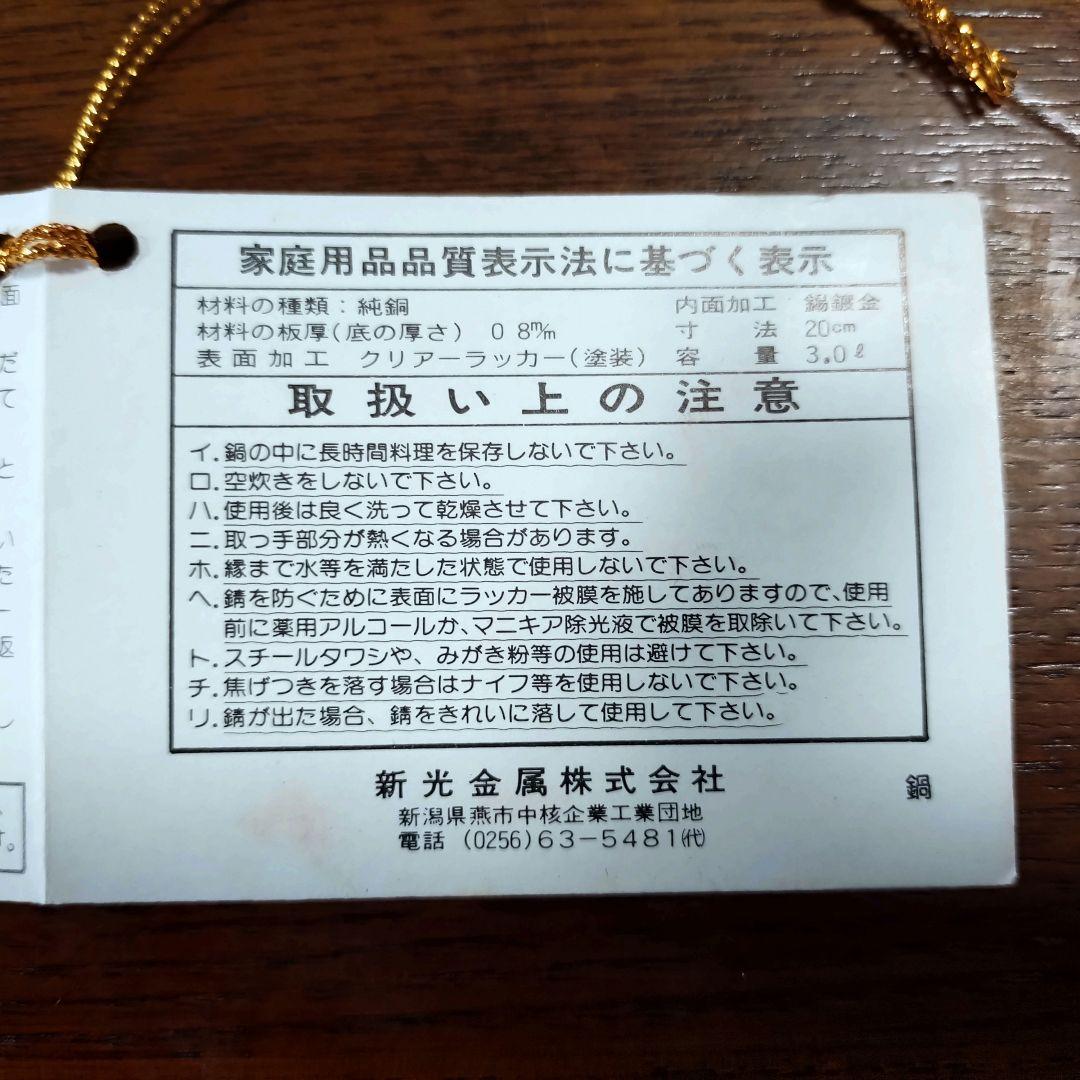 家庭用品品質表示法に基づく表示
材料の種類：純銅　内面加工　錫鍍金
材料の板厚(底の厚さ)　0 8m/m　寸法　20cm
表面加工　クリアーラッカー(塗装)　容量　3.0ℓ
取扱い上の注意
イ.鍋の中に長時間料理を保存しないで下さい。
ロ.空炊きをしないで下さい。
ハ.使用後は良く洗って乾燥させて下さい。
ニ.取っ手部分が熱くなる場合があります。
ホ.縁まで水等を満たした状態で使用しないで下さい。
ヘ.錆を防ぐために表面にラッカー被膜を施してありますので、使用
前に薬用アルコールか、マニキア除光液で被膜を取除いて下さい。
ト.スチールタワシや、みがき粉等の使用は避けて下さい。
チ.焦げつきを落す場合はナイフ等を使用しないで下さい。
リ.錆が出た場合、錆をきれいに落して使用して下さい。
新光金属株式会社
新潟県燕市中核企業工業団地
電話 (0256)63-5481㈹
鍋
面
だ
て
と
い
た
ー
販
し
す。